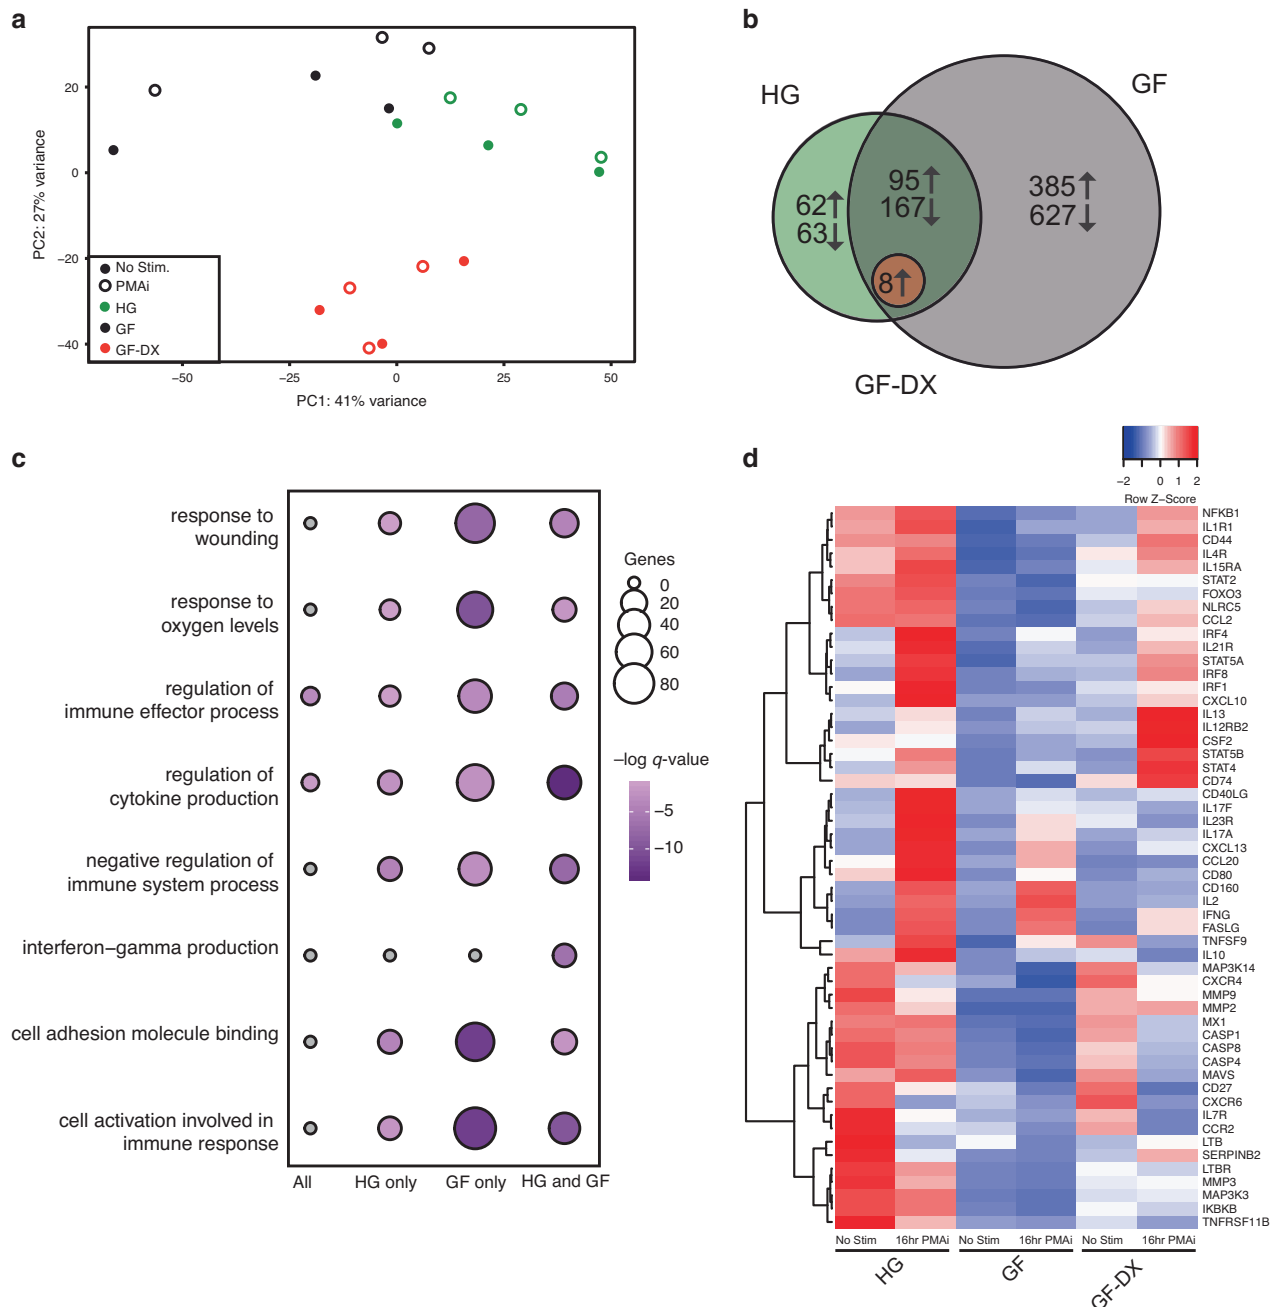 a
20
0
−20
−40
PC2: 27% variance
−50
−25
0
25
50
PC1: 41% variance
No Stim.
PMAi
HG
GF
GF-DX
b
HG
GF
62
63
95
167
385
627
8
GF-DX
c
response to
wounding
response to
oxygen levels
regulation of
immune effector process
regulation of
cytokine production
negative regulation of
immune system process
interferon−gamma production
cell adhesion molecule binding
cell activation involved in
immune response
All
HG only
GF only
HG and GF
Genes
0
20
40
60
80
−log q-value
−5
−10
d
−2
0
1
2
Row Z−Score
NFKB1
IL1R1
CD44
IL4R
IL15RA
STAT2
FOXO3
NLRC5
CCL2
IRF4
IL21R
STAT5A
IRF8
IRF1
CXCL10
IL13
IL12RB2
CSF2
STAT5B
STAT4
CD74
CD40LG
IL17F
IL23R
IL17A
CXCL13
CCL20
CD80
CD160
IL2
IFNG
FASLG
TNFSF9
IL10
MAP3K14
CXCR4
MMP9
MMP2
MX1
CASP1
CASP8
CASP4
MAVS
CD27
CXCR6
IL7R
CCR2
LTB
SERPINB2
LTBR
MMP3
MAP3K3
IKBKB
TNFRSF11B
No Stim
16hr PMAi
No Stim
16hr PMAi
No Stim
16hr PMAi
HG
GF
GF-DX